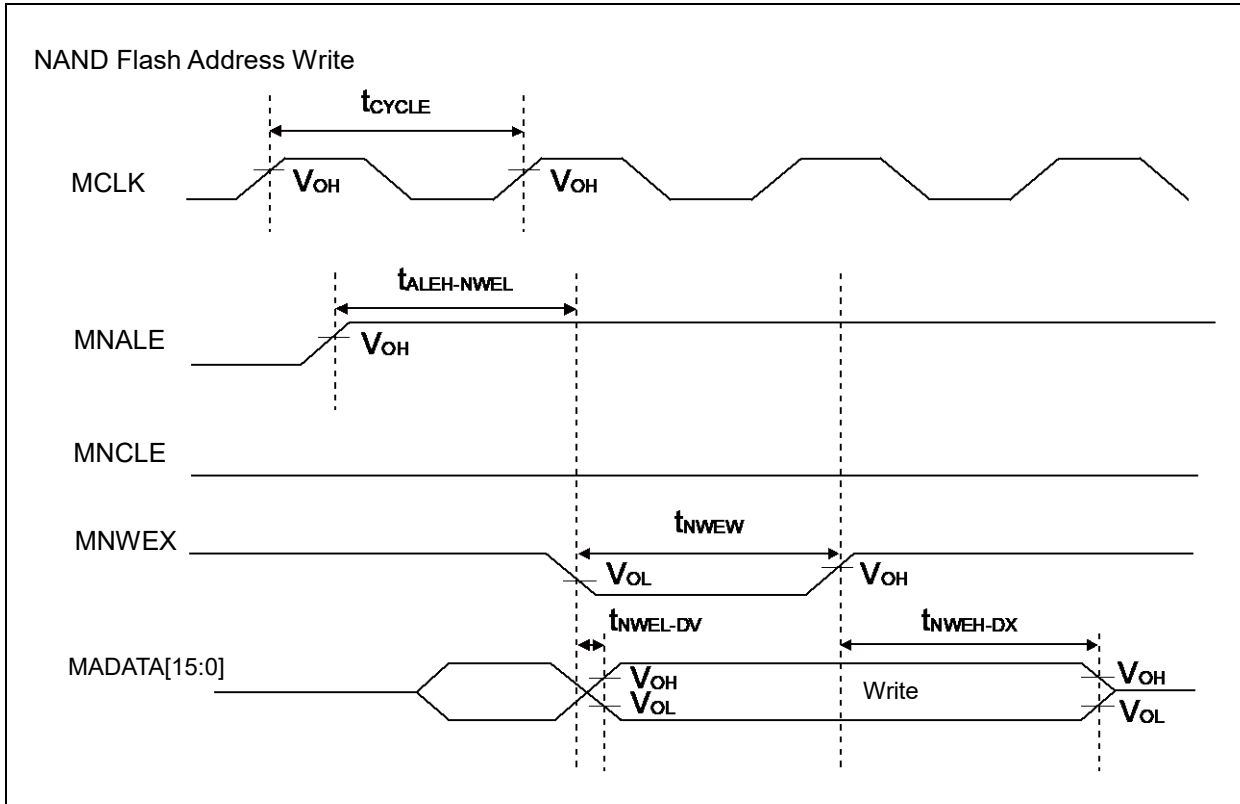 NAND Flash Address Write
tCYCLE
MCLK
VOH
VOH
tALEH-NWEL
MNALE
VOH
MNCLE
tNWEW
MNWEX
VOL
VOH
tNWEL-DV
tNWEH-DX
MADATA[15:0]
VOH
Write
VOH
VOL
VOL